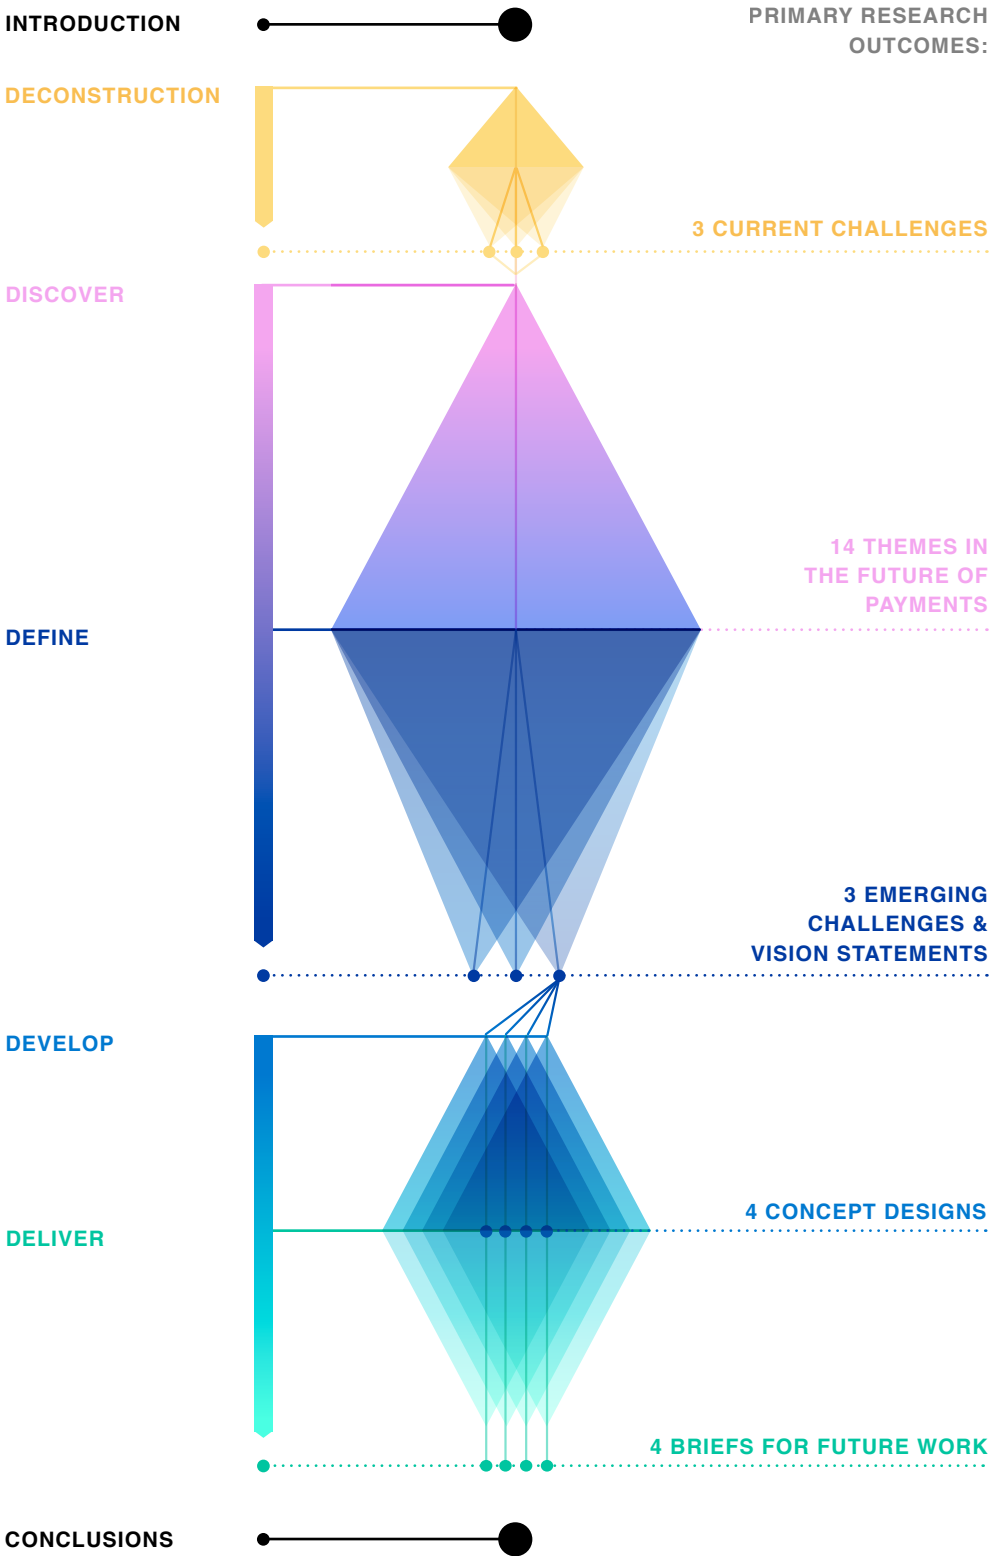 INTRODUCTION
PRIMARY RESEARCH
OUTCOMES:
DECONSTRUCTION
3 CURRENT CHALLENGES
DISCOVER
14 THEMES IN
THE FUTURE OF
PAYMENTS
DEFINE
3 EMERGING
CHALLENGES &
VISION STATEMENTS
DEVELOP
4 CONCEPT DESIGNS
DELIVER
4 BRIEFS FOR FUTURE WORK
CONCLUSIONS